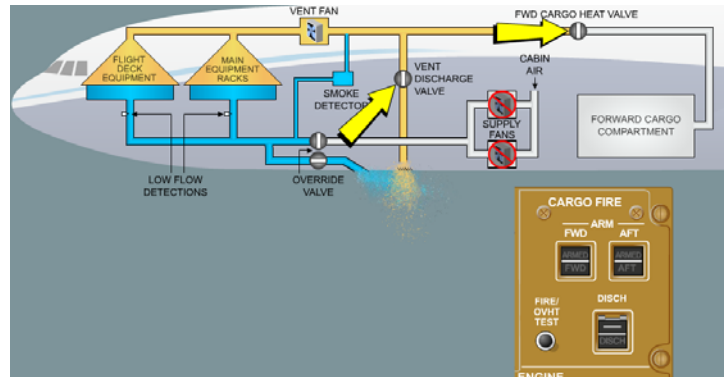 VENT FAN
FWD CARGO HEAT VALVE
FLIGHT
DECK
EQUIPMENT
MAIN
EQUIPMENT
RACKS
SMOKE
DETECTOR
VENT
DISCHARGE
VALVE
CABIN
AIR
SUPPLY
FANS
FORWARD CARGO
COMPARTMENT
LOW FLOW
DETECTIONS
OVERRIDE
VALVE
CARGO FIRE
ARM
FWD
AFT
ARMED
FWD
ARMED
AFT
FIRE/
OVHT
TEST
DISCH
DISCH
ENGINE